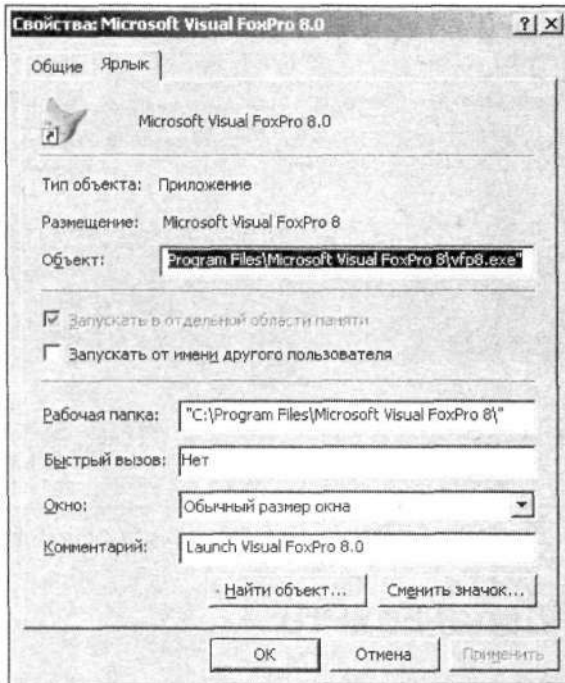 Свойства: Microsoft Visual FoxPro 8.0
Общие Ярлык
Microsoft Visual FoxPro 8.0
Тип объекта: Приложение
Размещение: Microsoft Visual FoxPro 8
Объект: Program Files\Microsoft Visual FoxPro 8\vfp8.exe"
Запускать в отдельной области памяти
Запускать от имени другого пользователя
Рабочая папка: "C:\Program Files\Microsoft Visual FoxPro 8\"
Быстрый вызов: Нет
Окно: Обычный размер окна
Комментарий: Launch Visual FoxPro 8.0
Найти объект... Сменить значок...
ОК Отмена Применить